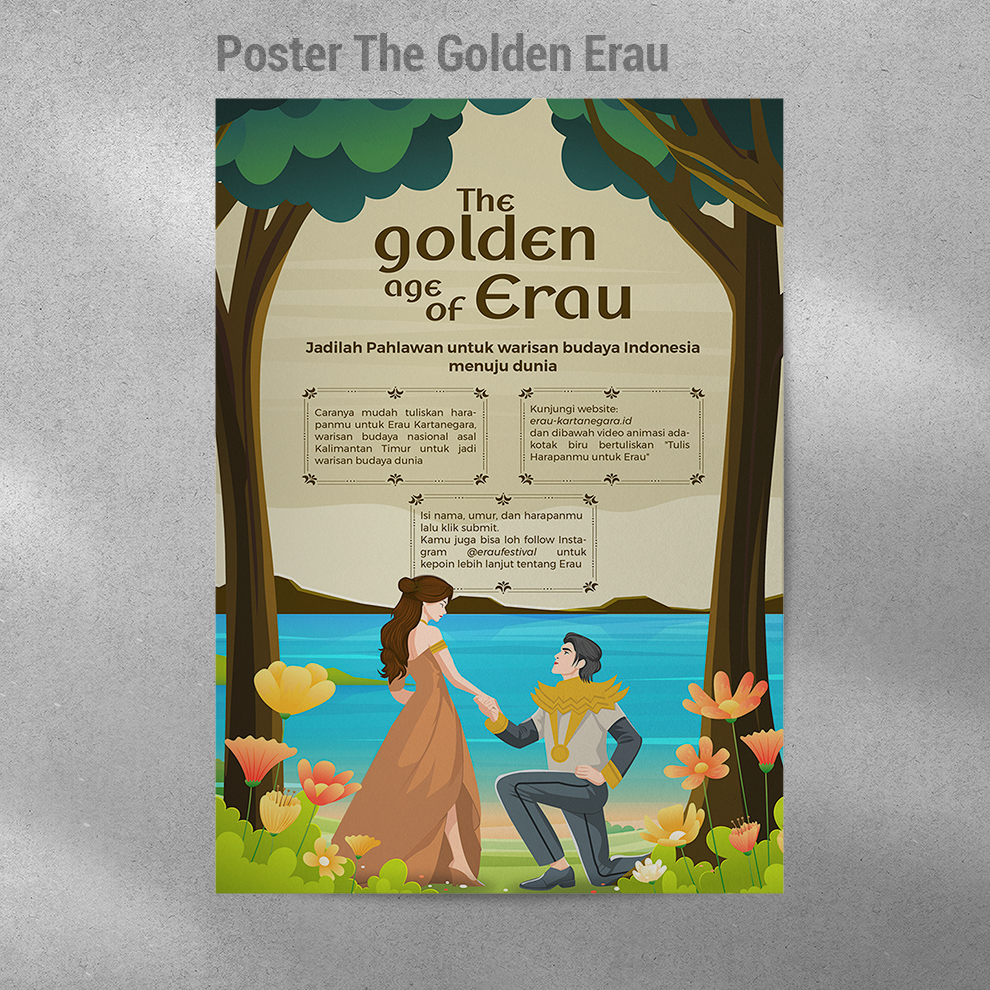 Poster The Golden Erau
The
golden
age
of Erau
Jadilah Pahlawan untuk warisan budaya Indonesia
menuju dunia
Caranya mudah tuliskan hara-
panmu untuk Erau Kartanegara,
warisan budaya nasional asal
Kalimantan Timur untuk jadi
warisan budaya dunia
Kunjungi website:
erau-kartanegara.id
dan dibawah video animasi ada-
kotak biru bertuliskan "Tulis
Harapanmu untuk Erau"
Isi nama, umur, dan harapanmu
lalu klik submit.
Kamu juga bisa loh follow Insta-
gram @eraufestival untuk
kepoin lebih lanjut tentang Erau